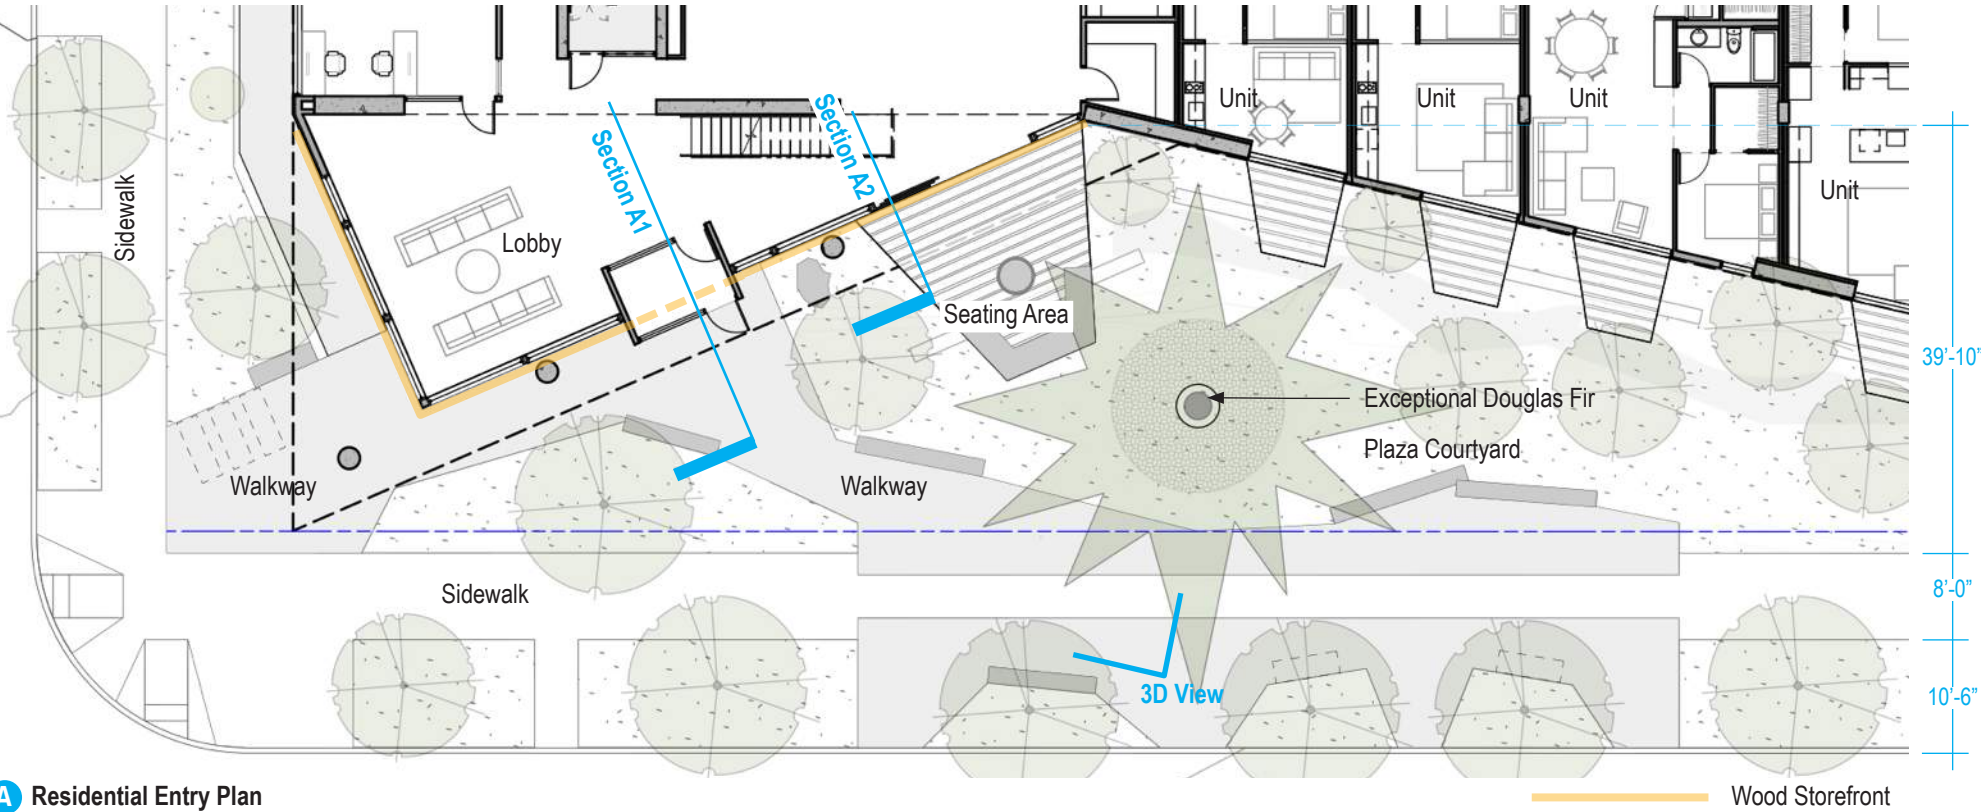 Unit
Unit
Unit
Unit
Section A1
Section A2
Sidewalk
Lobby
Seating Area
39'-10"
Exceptional Douglas Fir
Plaza Courtyard
Walkway
Walkway
Sidewalk
8'-0"
3D View
10'-6"
A Residential Entry Plan
Wood Storefront